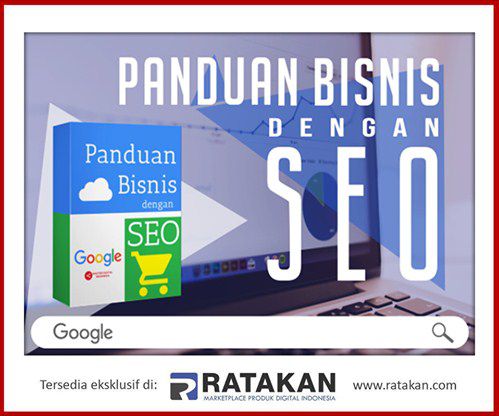 PANDUAN BISNIS
DENGAN
SEO
Panduan
Bisnis
dengan
SEO
Google
Google
Tersedia eksklusif di:
RATAKAN
MARKETPLACE PRODUK DIGITAL INDONESIA
www.ratakan.com